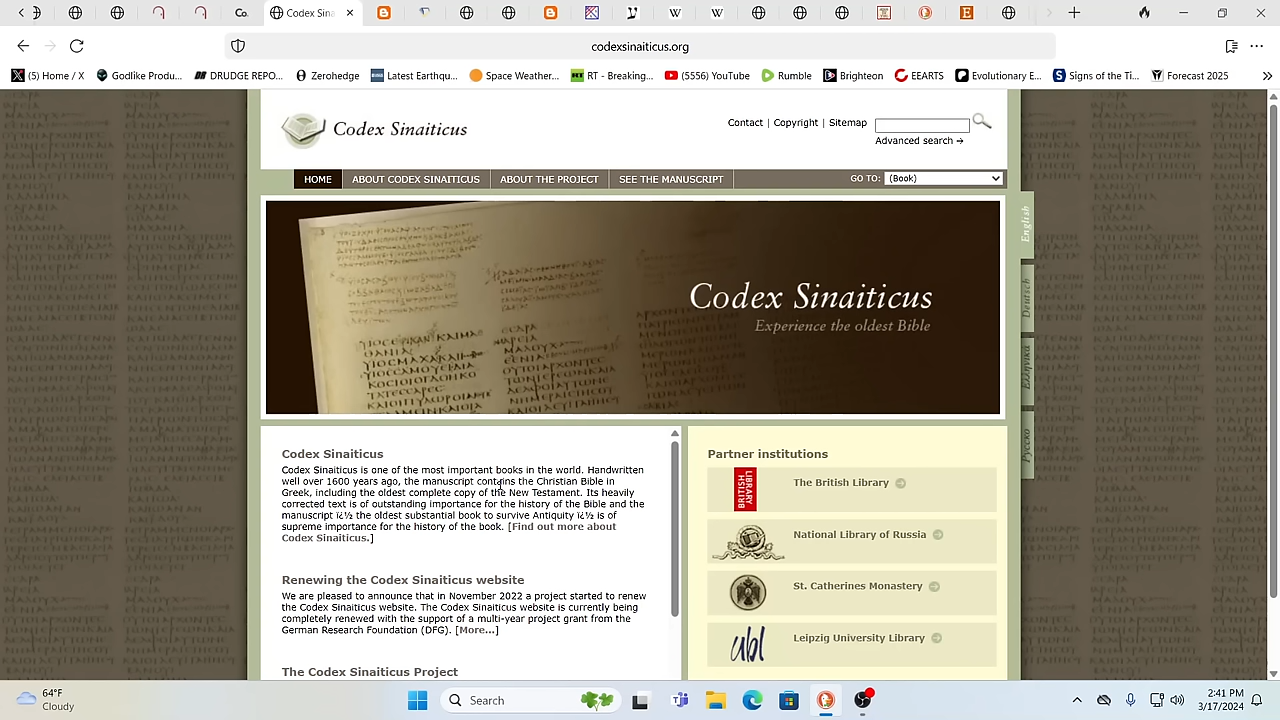 Co.
Codex Sina
codexsinaiticus.org
(5) Home / X
Godlike Produ...
DRUDGE REPO...
Zerohedge
Latest Earthqu...
Space Weather...
RT - Breaking...
(5556) YouTube
Rumble
Brighteon
EEARTS
Evolutionary E...
Signs of the Ti...
Forecast 2025
Codex Sinaiticus
Contact | Copyright | Sitemap
Advanced search →
HOME
ABOUT CODEX SINAITICUS
ABOUT THE PROJECT
SEE THE MANUSCRIPT
GO TO: (Book)
English
Deutsch
Ελληνικά
Русско
Codex Sinaiticus
Experience the oldest Bible
Codex Sinaiticus
Codex Sinaiticus is one of the most important books in the world. Handwritten
well over 1600 years ago, the manuscript contains the Christian Bible in
Greek, including the oldest complete copy of the New Testament. Its heavily
corrected text is of outstanding importance for the history of the Bible and the
manuscript ï¿½ the oldest substantial book to survive Antiquity ï¿½ is of
supreme importance for the history of the book. [Find out more about
Codex Sinaiticus.]
Renewing the Codex Sinaiticus website
We are pleased to announce that in November 2022 a project started to renew
the Codex Sinaiticus website. The Codex Sinaiticus website is currently being
completely renewed with the support of a multi-year project grant from the
German Research Foundation (DFG). [More...]
The Codex Sinaiticus Project
Partner institutions
BRITISH LIBRARY
The British Library
National Library of Russia
St. Catherines Monastery
ubl
Leipzig University Library
64°F
Cloudy
Search
2:41 PM
3/17/2024